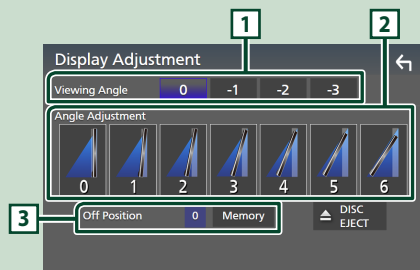 1 2
Display Adjustment
Viewing Angle 0 -1 -2 -3
Angle Adjustment
0 1 2 3 4 5 6
3 Off Position 0 Memory DISC
EJECT